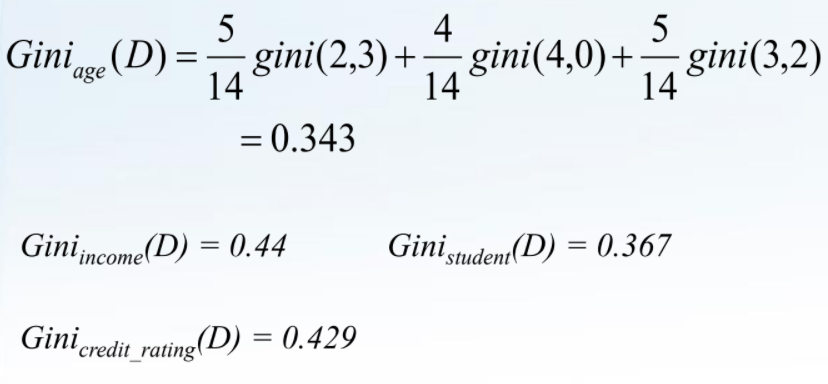 Gini_age(D) = 5/14 gini(2,3) + 4/14 gini(4,0) + 5/14 gini(3,2)
= 0.343
Gini_income(D) = 0.44 Gini_student(D) = 0.367
Gini_credit_rating(D) = 0.429